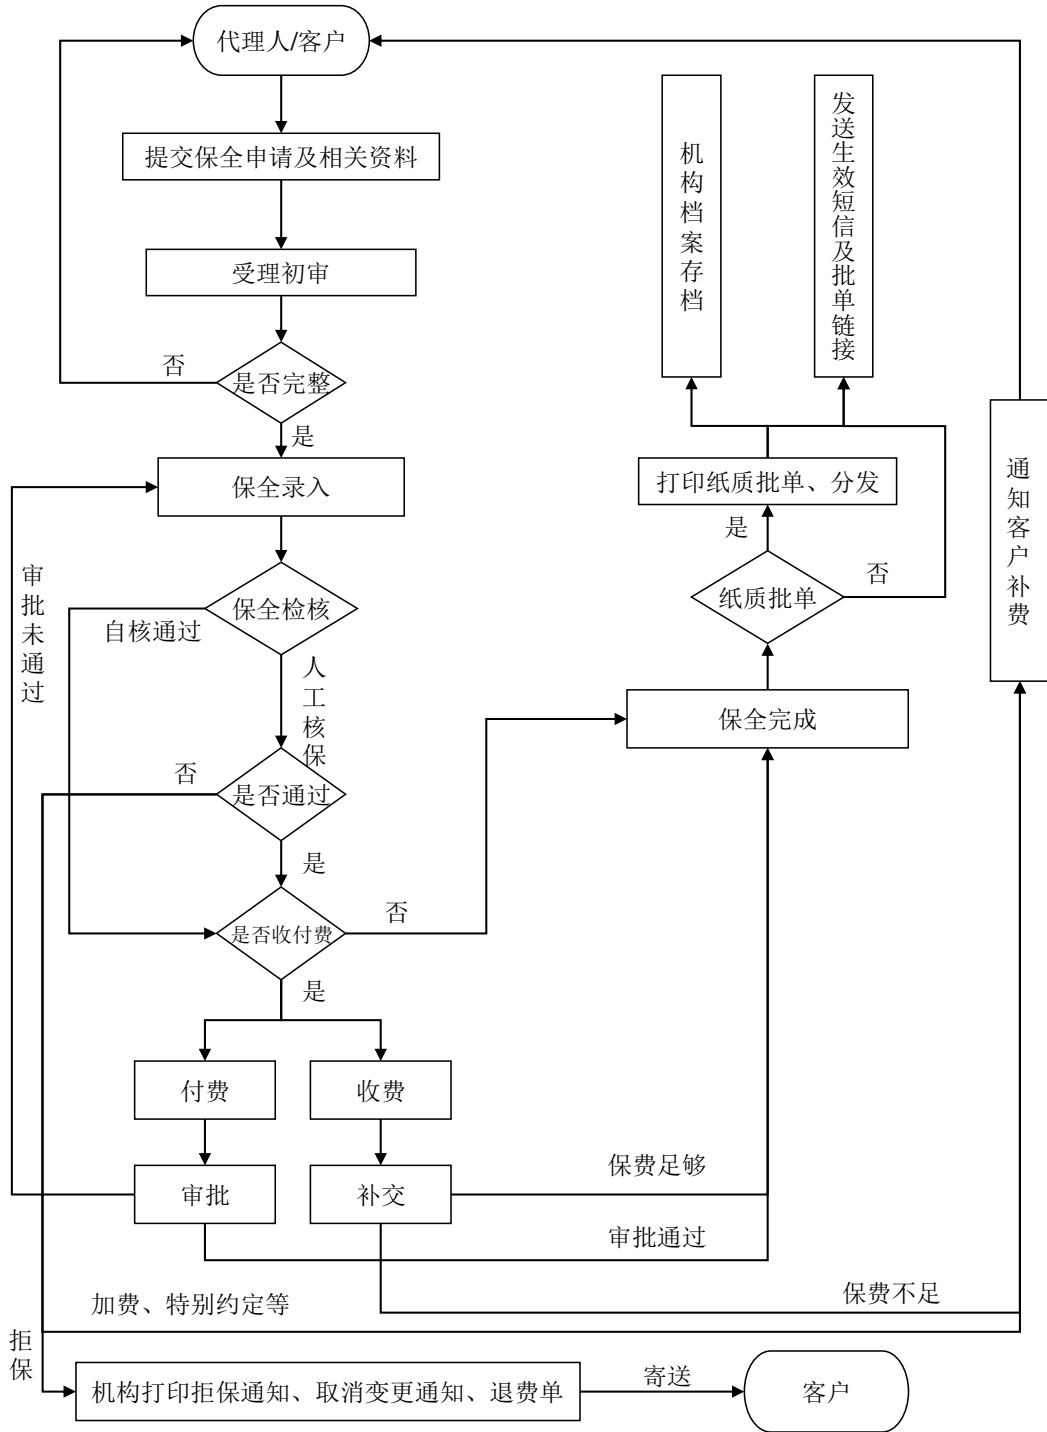 代理人/客户
提交保全申请及相关资料
受理初审
否
是否完整
是
保全录入
审批未通过
保全检核
自核通过
人工核保
否
是否通过
是
是否收付费
否
是
付费
收费
审批
补交
保费足够
审批通过
保费不足
加费、特别约定等
拒保
机构打印拒保通知、取消变更通知、退费单
寄送
客户
机构档案存档
发送生效短信及批单链接
打印纸质批单、分发
是
纸质批单
否
保全完成
通知客户补费